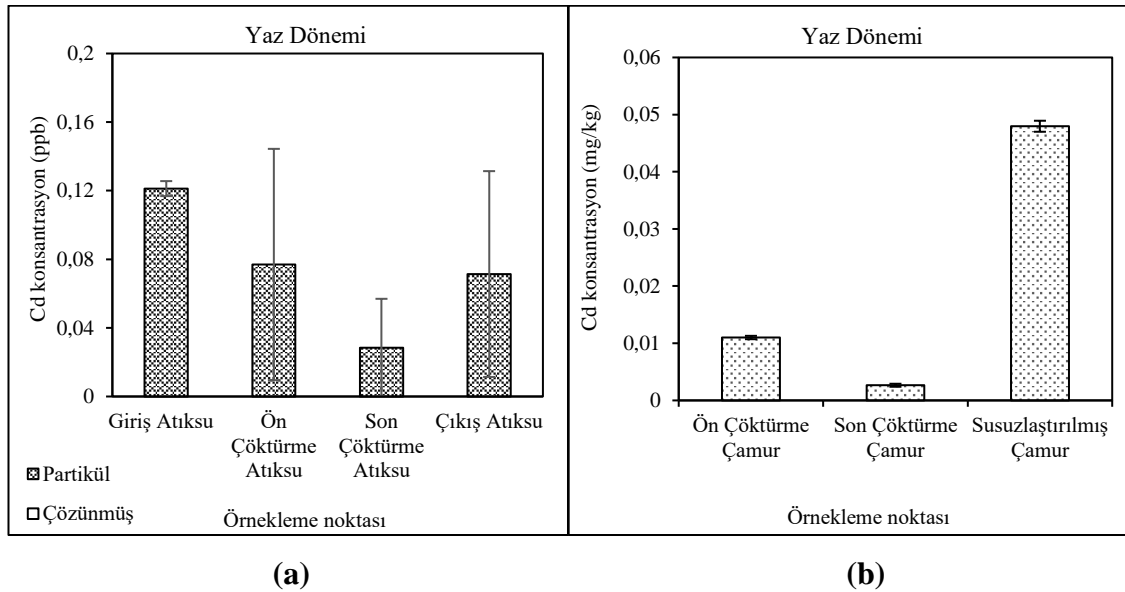 Yaz Dönemi
Cd konsantrasyon (ppb)
0,2
0,16
0,12
0,08
0,04
0
Giriş Atıksu
Ön
Çöktürme
Atıksu
Son
Çöktürme
Atıksu
Çıkış Atıksu
Partikül
Çözünmüş
Örnekleme noktası
(a)
Yaz Dönemi
Cd konsantrasyon (mg/kg)
0,06
0,05
0,04
0,03
0,02
0,01
0
Ön Çöktürme
Çamur
Son Çöktürme
Çamur
Susuzlaştırılmış
Çamur
Örnekleme noktası
(b)